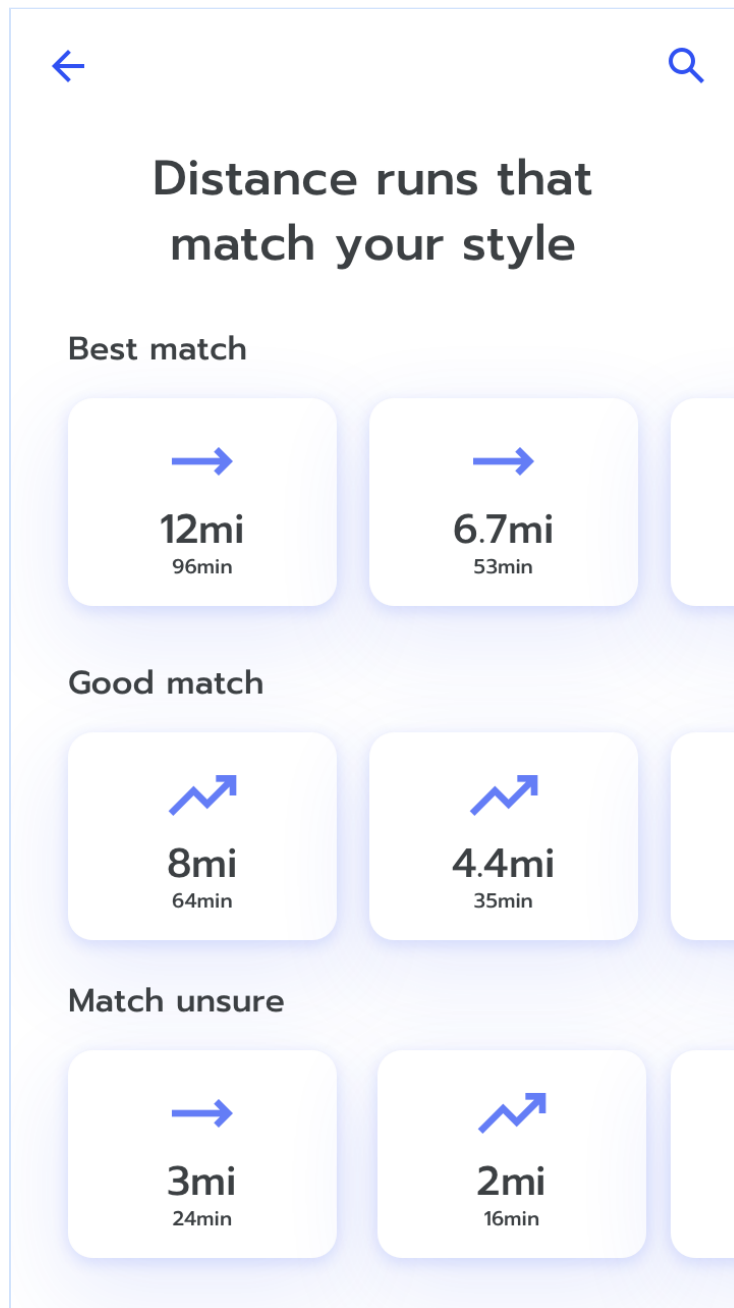 Distance runs that
match your style
Best match
12mi
96min
6.7mi
53min
Good match
8mi
64min
4.4mi
35min
Match unsure
3mi
24min
2mi
16min